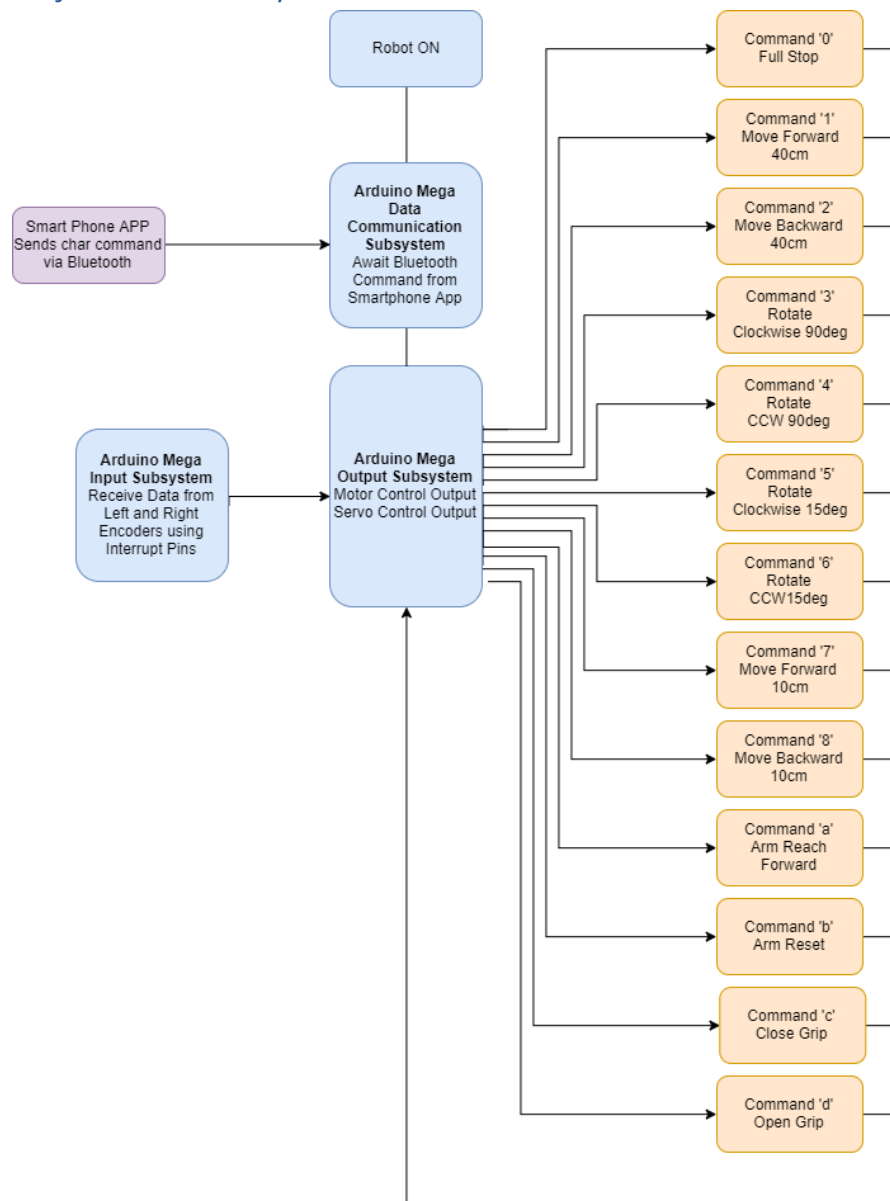 Robot ON
Arduino Mega
Data
Communication
Subsystem
Await Bluetooth
Command from
Smartphone App
Smart Phone APP
Sends char command
via Bluetooth
Arduino Mega
Input Subsystem
Receive Data from
Left and Right
Encoders using
Interrupt Pins
Arduino Mega
Output Subsystem
Motor Control Output
Servo Control Output
Command '0'
Full Stop
Command '1'
Move Forward
40cm
Command '2'
Move Backward
40cm
Command '3'
Rotate
Clockwise 90deg
Command '4'
Rotate
CCW 90deg
Command '5'
Rotate
Clockwise 15deg
Command '6'
Rotate
CCW15deg
Command '7'
Move Forward
10cm
Command '8'
Move Backward
10cm
Command 'a'
Arm Reach
Forward
Command 'b'
Arm Reset
Command 'c'
Close Grip
Command 'd'
Open Grip